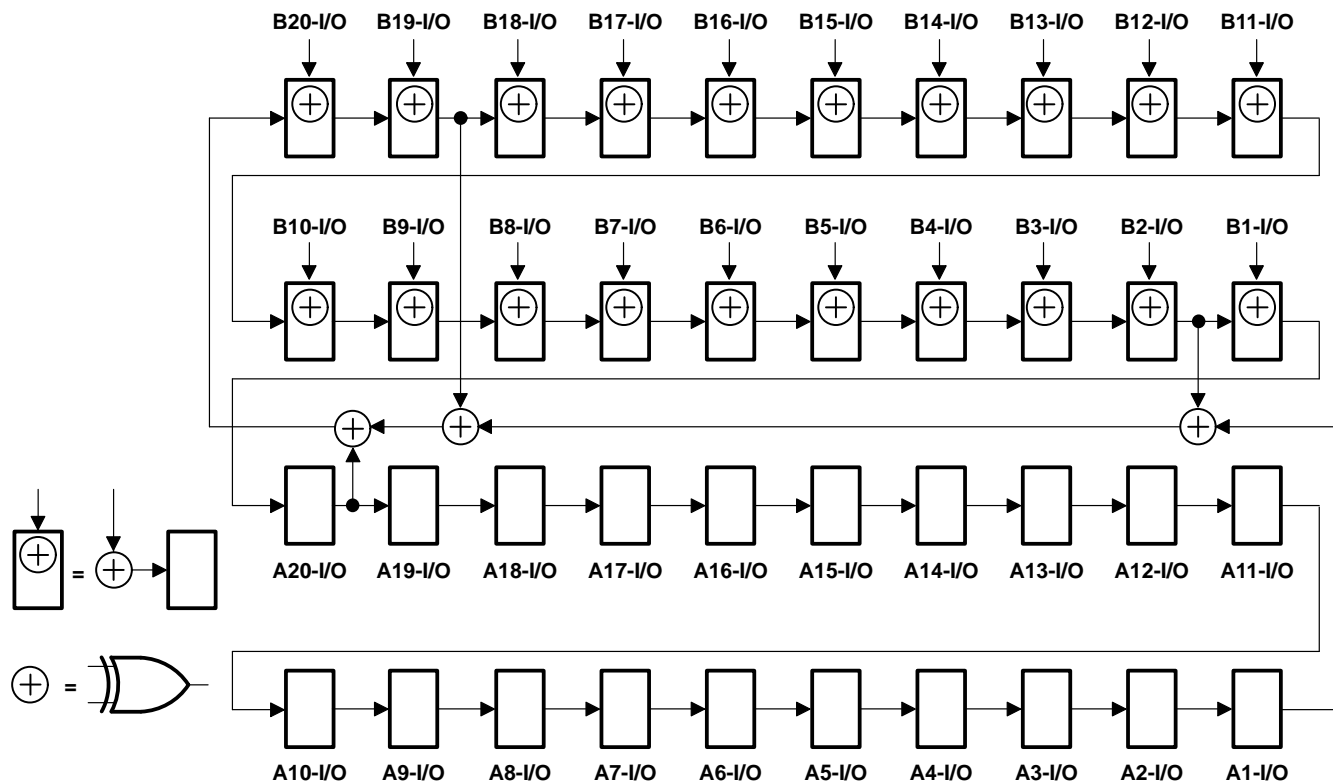 B20-I/O B19-I/O B18-I/O B17-I/O B16-I/O B15-I/O B14-I/O B13-I/O B12-I/O B11-I/O
B10-I/O B9-I/O B8-I/O B7-I/O B6-I/O B5-I/O B4-I/O B3-I/O B2-I/O B1-I/O
A20-I/O A19-I/O A18-I/O A17-I/O A16-I/O A15-I/O A14-I/O A13-I/O A12-I/O A11-I/O
=
=
A10-I/O A9-I/O A8-I/O A7-I/O A6-I/O A5-I/O A4-I/O A3-I/O A2-I/O A1-I/O